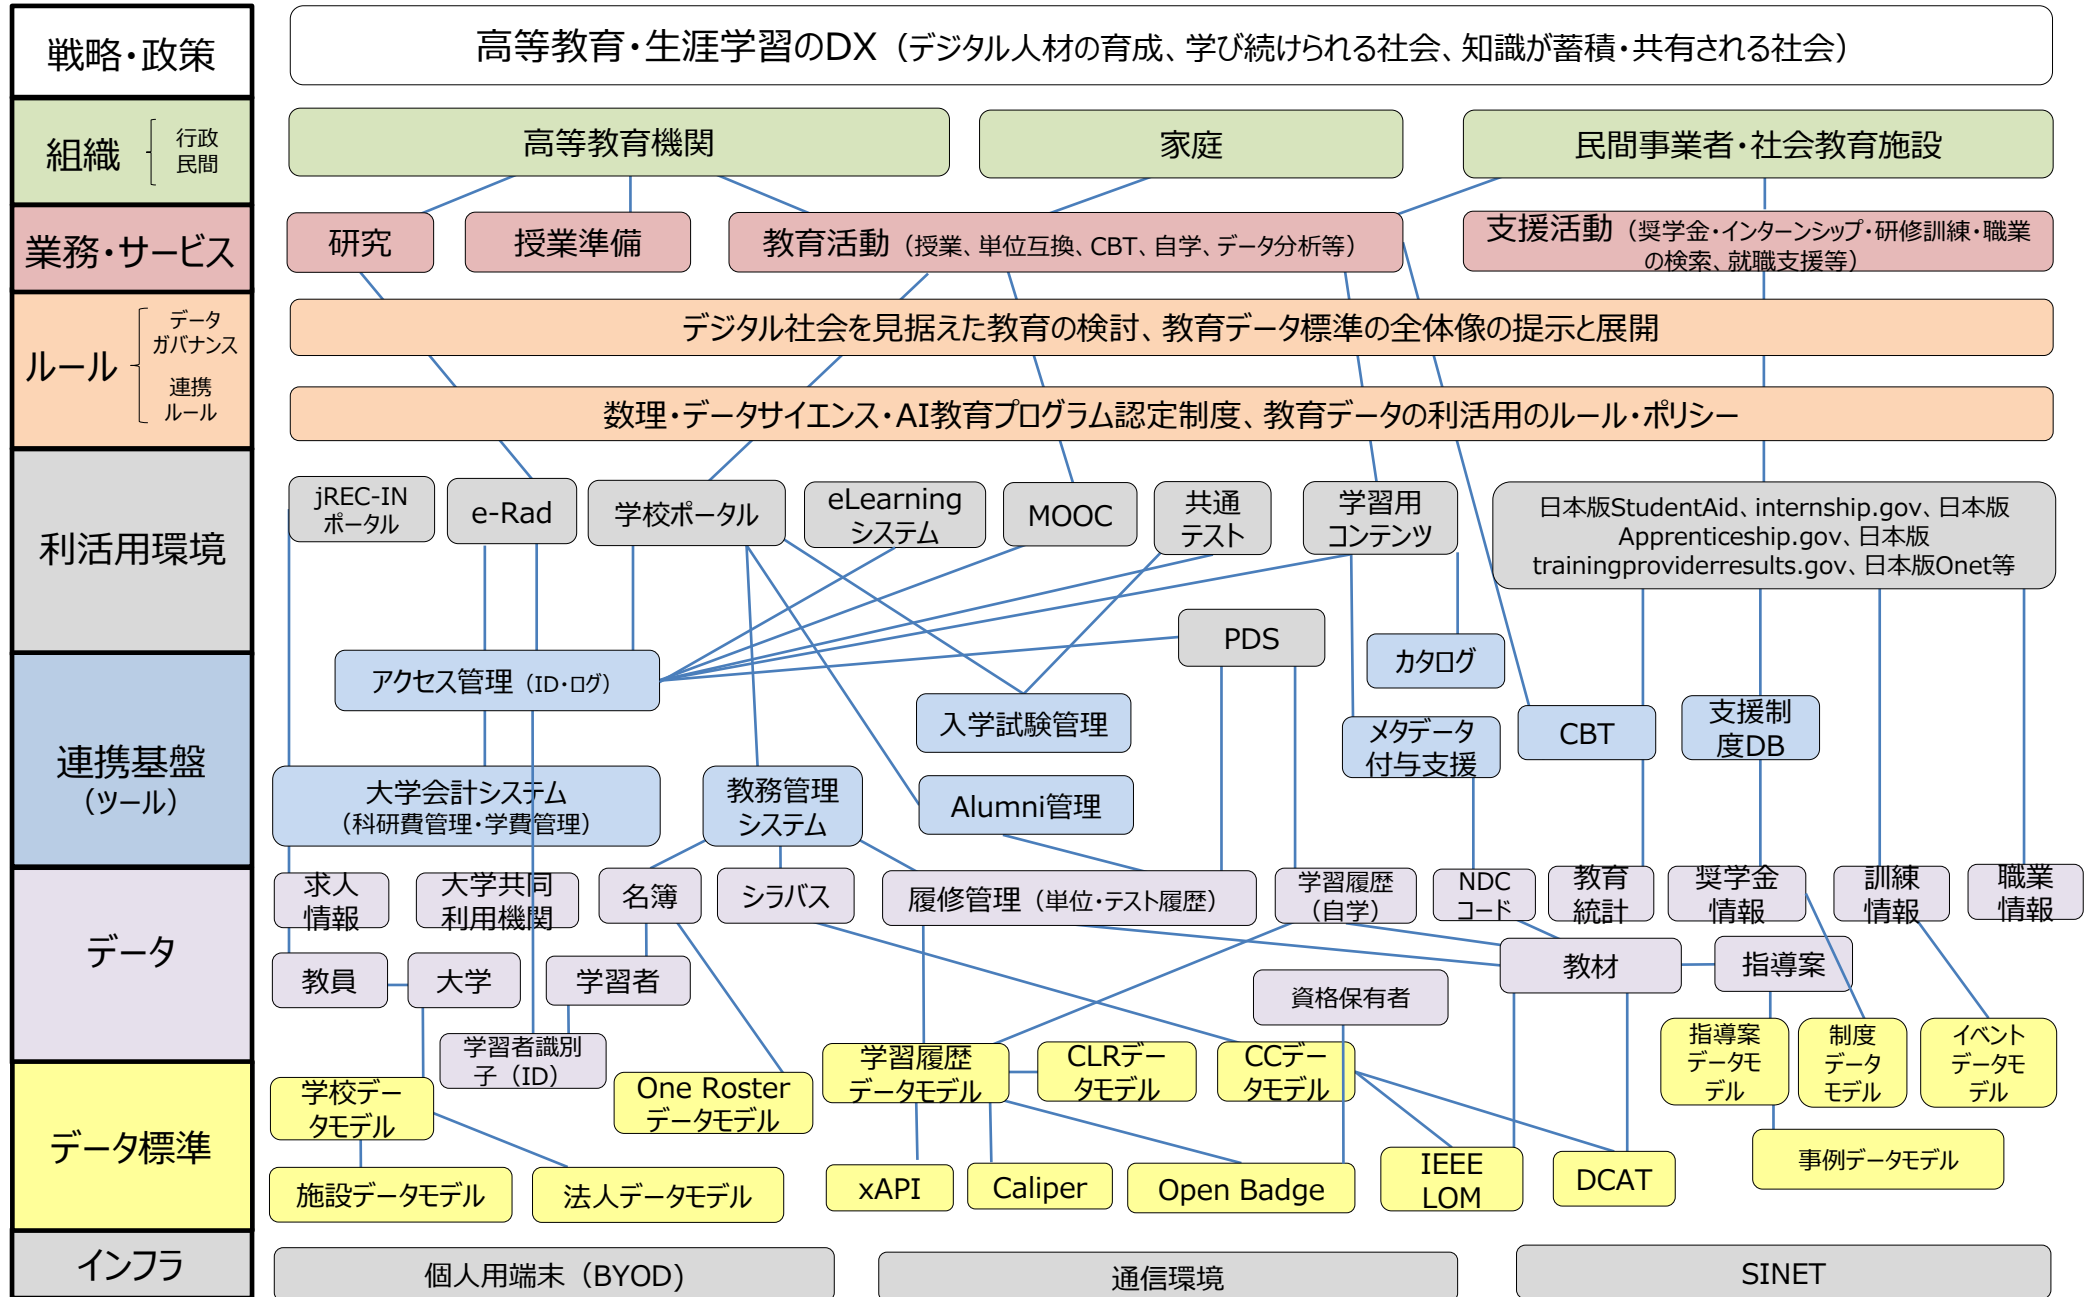 戦略・政策
高等教育・生涯学習のDX（デジタル人材の育成、学び続けられる社会、知識が蓄積・共有される社会）
組織
行政
民間
高等教育機関
家庭
民間事業者・社会教育施設
業務・サービス
研究
授業準備
教育活動（授業、単位互換、CBT、自学、データ分析等）
支援活動（奨学金・インターンシップ・研修訓練・職業
の検索、就職支援等）
ルール
データ
ガバナンス
連携
ルール
デジタル社会を見据えた教育の検討、教育データ標準の全体像の提示と展開
数理・データサイエンス・AI教育プログラム認定制度、教育データの利活用のルール・ポリシー
利活用環境
jREC-IN
ポータル
e-Rad
学校ポータル
eLearning
システム
MOOC
共通
テスト
学習用
コンテンツ
日本版StudentAid、internship.gov、日本版
Apprenticeship.gov、日本版
trainingproviderresults.gov、日本版Onet等
PDS
連携基盤
（ツール）
アクセス管理（ID・ログ）
カタログ
入学試験管理
メタデータ
付与支援
CBT
支援制
度DB
大学会計システム
（科研費管理・学費管理）
教務管理
システム
Alumni管理
データ
求人
情報
大学共同
利用機関
名簿
シラバス
履修管理（単位・テスト履歴）
学習履歴
（自学）
NDC
コード
教育
統計
奨学金
情報
訓練
情報
職業
情報
教員
大学
学習者
教材
指導案
資格保有者
学習者識別
子（ID）
データ標準
学校デー
タモデル
One Roster
データモデル
学習履歴
データモデル
CLRデー
タモデル
CCデー
タモデル
指導案
データモ
デル
制度
データ
モデル
イベント
データモ
デル
施設データモデル
法人データモデル
xAPI
Caliper
Open Badge
IEEE
LOM
DCAT
事例データモデル
インフラ
個人用端末（BYOD)
通信環境
SINET